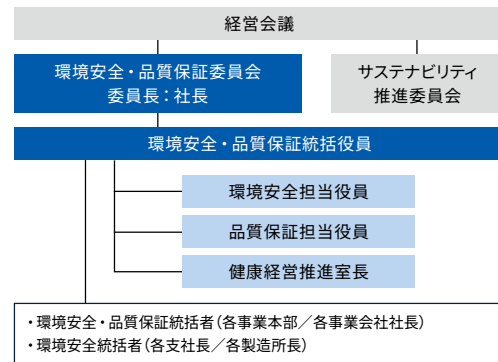 経営会議
環境安全・品質保証委員会
委員長：社長
サステナビリティ
推進委員会
環境安全・品質保証統括役員
環境安全担当役員
品質保証担当役員
健康経営推進室長
・環境安全・品質保証統括者（各事業本部／各事業会社社長）
・環境安全統括者（各支社長／各製造所長）